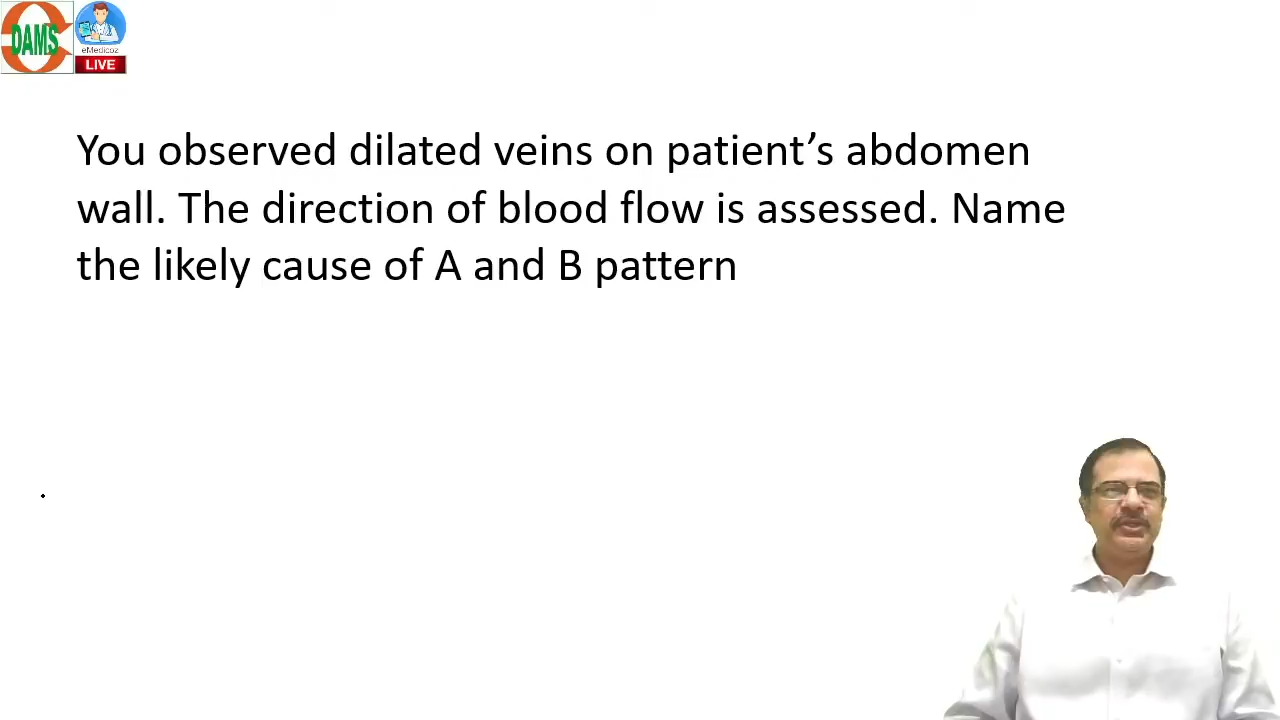 DAMS
eMedicoz
LIVE
You observed dilated veins on patient’s abdomen
wall. The direction of blood flow is assessed. Name
the likely cause of A and B pattern